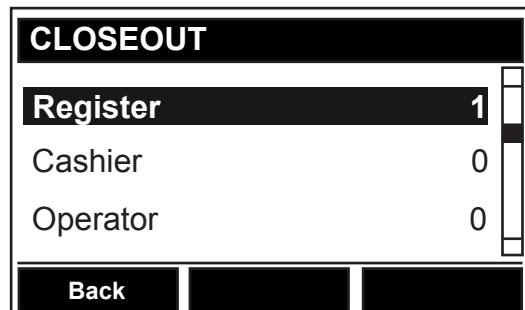 CLOSEOUT
Register 1
Cashier 0
Operator 0
Back